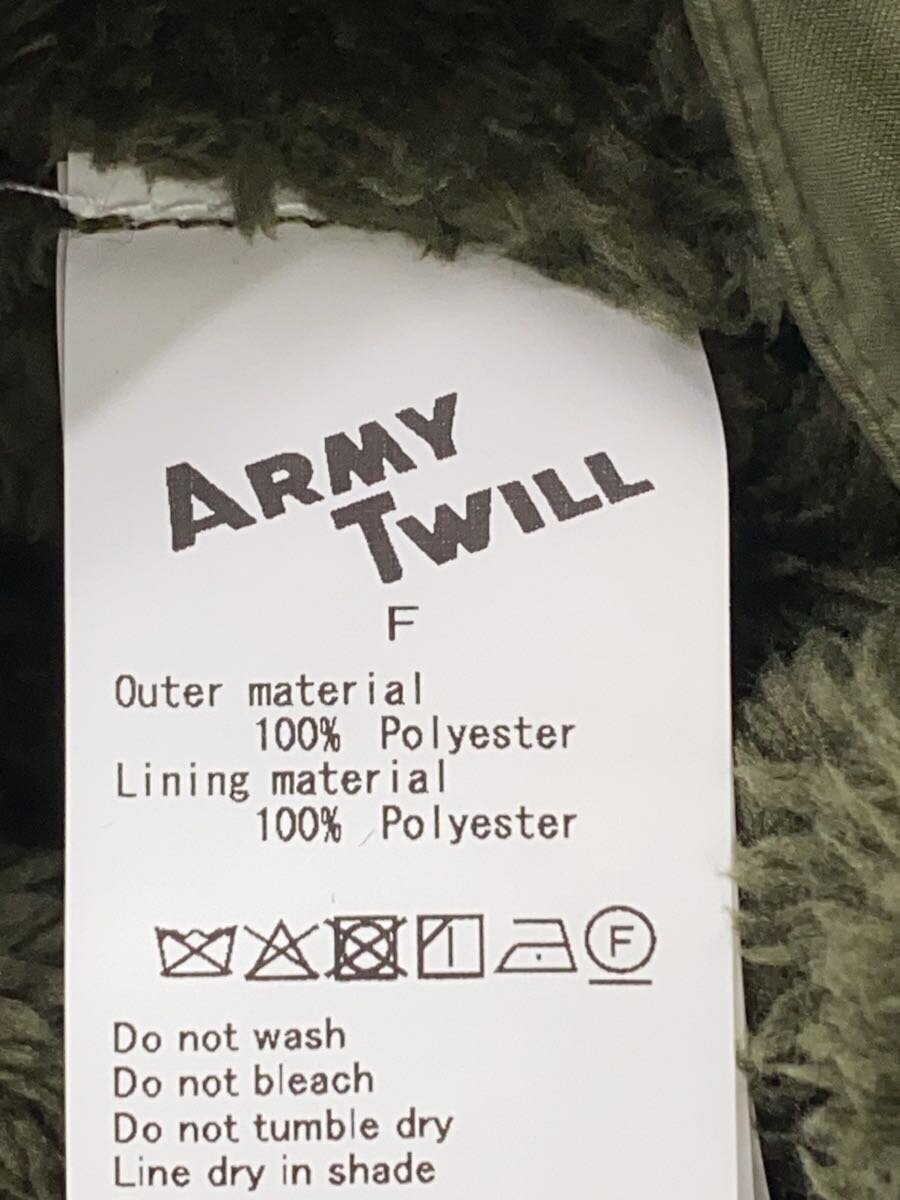 ARMY
TWILL
F
Outer material
100% Polyester
Lining material
100% Polyester
F
Do not wash
Do not bleach
Do not tumble dry
Line dry in shade